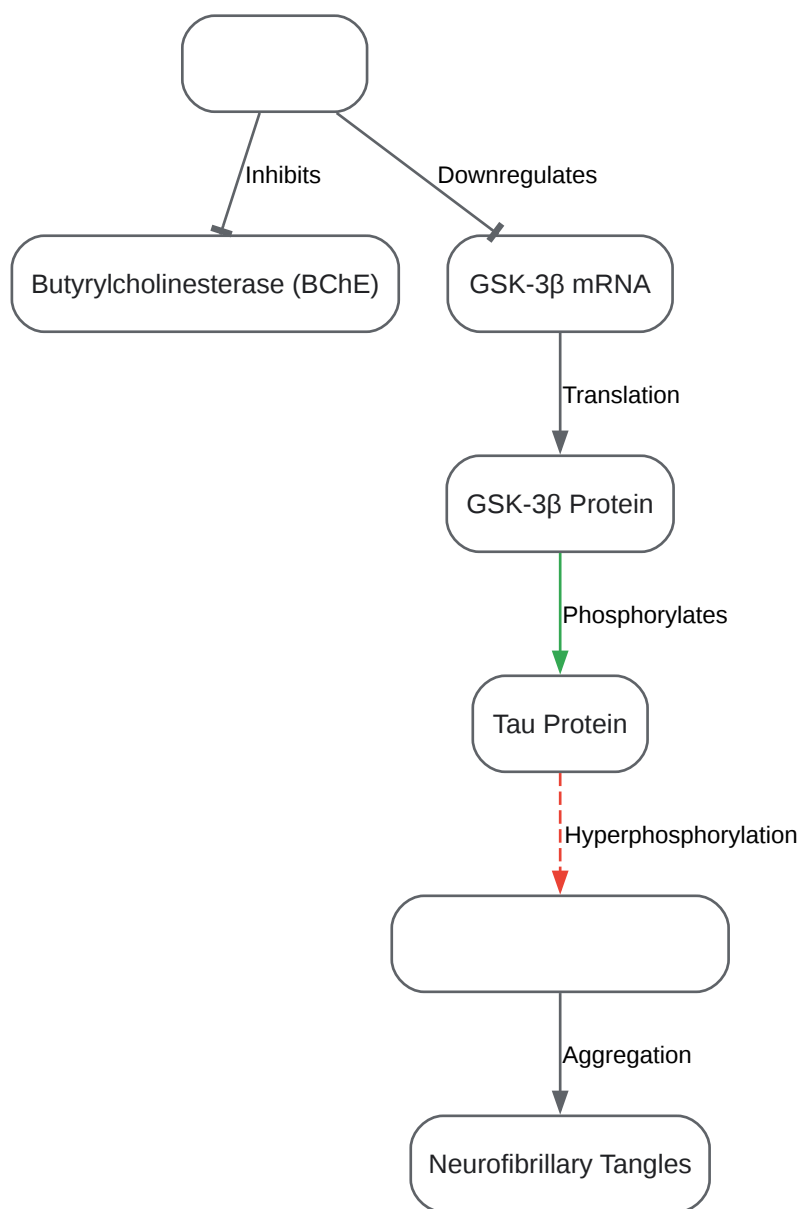 Inhibits
Downregulates
Butyrylcholinesterase (BChE)
GSK-3β mRNA
Translation
GSK-3β Protein
Phosphorylates
Tau Protein
Hyperphosphorylation
Aggregation
Neurofibrillary Tangles